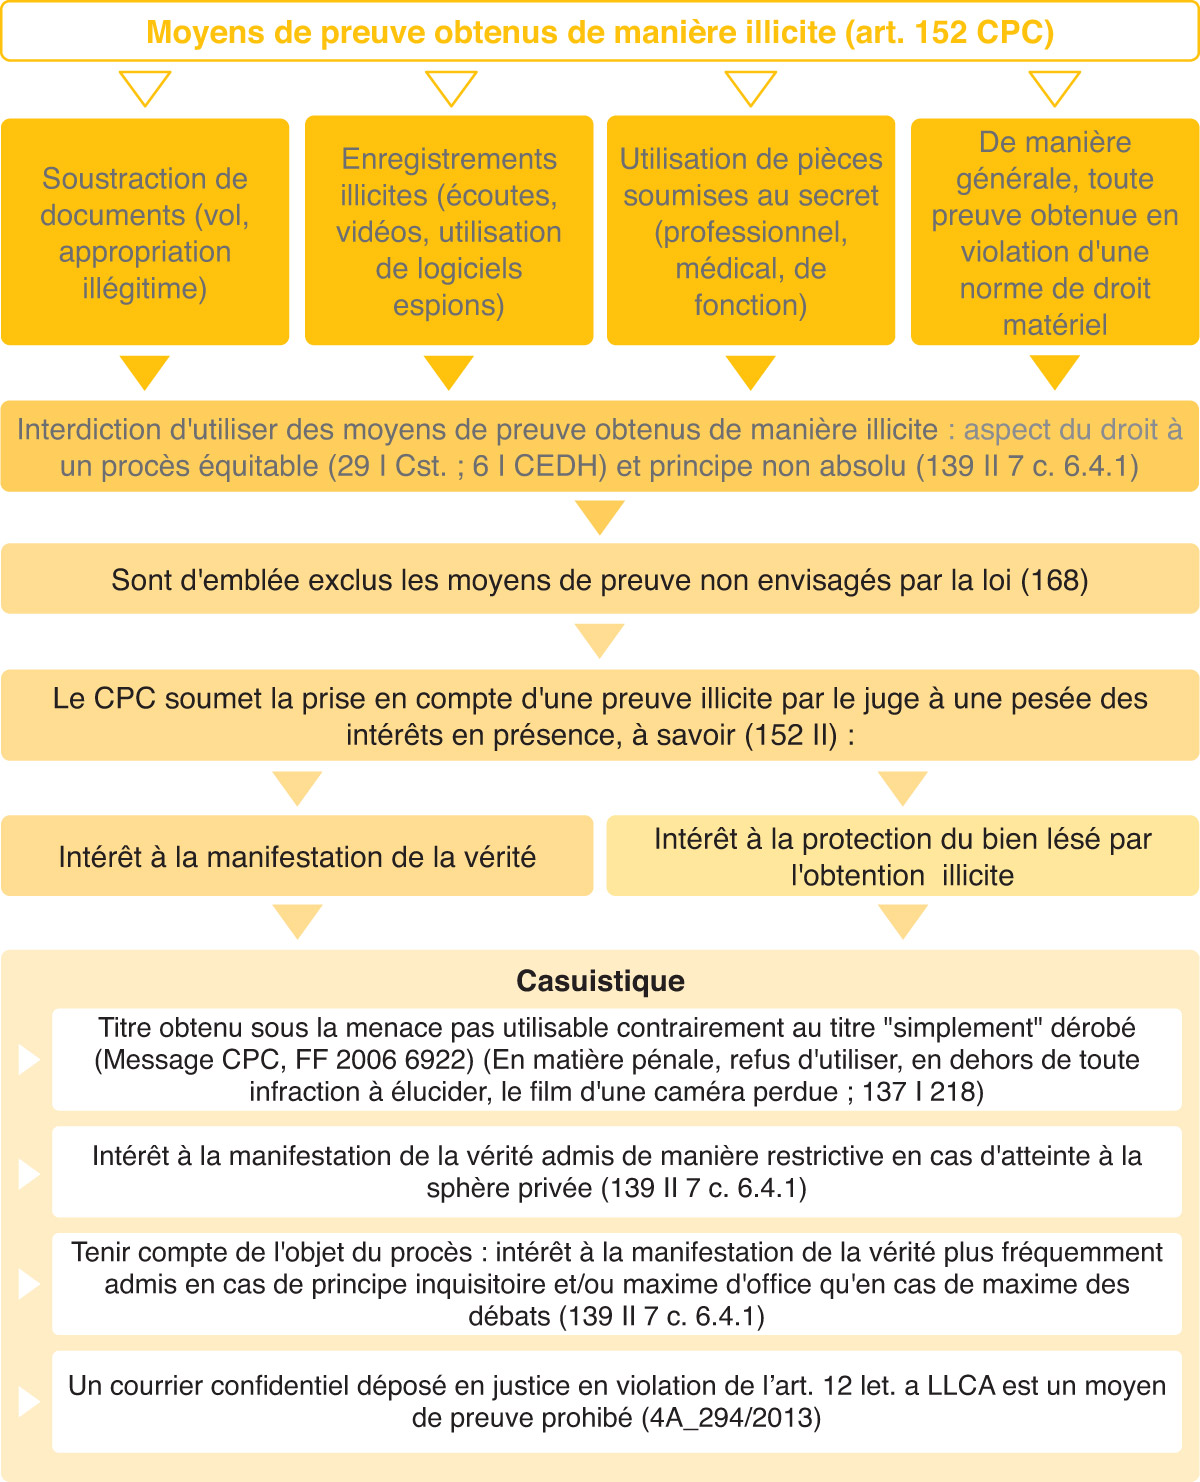 Moyens de preuve obtenus de manière illicite (art. 152 CPC)
Soustraction de
documents (vol,
appropriation
illégitime)
Enregistrements
illicites (écoutes,
vidéos, utilisation
de logiciels
espions)
Utilisation de pièces
soumises au secret
(professionnel,
médical, de
fonction)
De manière
générale, toute
preuve obtenue en
violation d'une
norme de droit
matériel
Interdiction d'utiliser des moyens de preuve obtenus de manière illicite : aspect du droit à
un procès équitable (29 I Cst. ; 6 I CEDH) et principe non absolu (139 II 7 c. 6.4.1)
Sont d'emblée exclus les moyens de preuve non envisagés par la loi (168)
Le CPC soumet la prise en compte d'une preuve illicite par le juge à une pesée des
intérêts en présence, à savoir (152 II) :
Intérêt à la manifestation de la vérité
Intérêt à la protection du bien lésé par
l'obtention illicite
Casuistique
Titre obtenu sous la menace pas utilisable contrairement au titre "simplement" dérobé
(Message CPC, FF 2006 6922) (En matière pénale, refus d'utiliser, en dehors de toute
infraction à élucider, le film d'une caméra perdue ; 137 I 218)
Intérêt à la manifestation de la vérité admis de manière restrictive en cas d'atteinte à la
sphère privée (139 II 7 c. 6.4.1)
Tenir compte de l'objet du procès : intérêt à la manifestation de la vérité plus fréquemment
admis en cas de principe inquisitoire et/ou maxime d'office qu'en cas de maxime des
débats (139 II 7 c. 6.4.1)
Un courrier confidentiel déposé en justice en violation de l’art. 12 let. a LLCA est un moyen
de preuve prohibé (4A_294/2013)